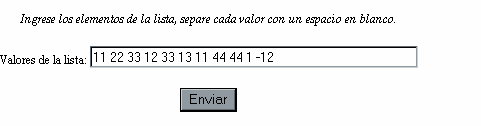 Ingrese los elementos de la lista, separe cada valor con un espacio en blanco.
Valores de la lista: 11 22 33 12 33 13 11 44 44 1 -12
Enviar